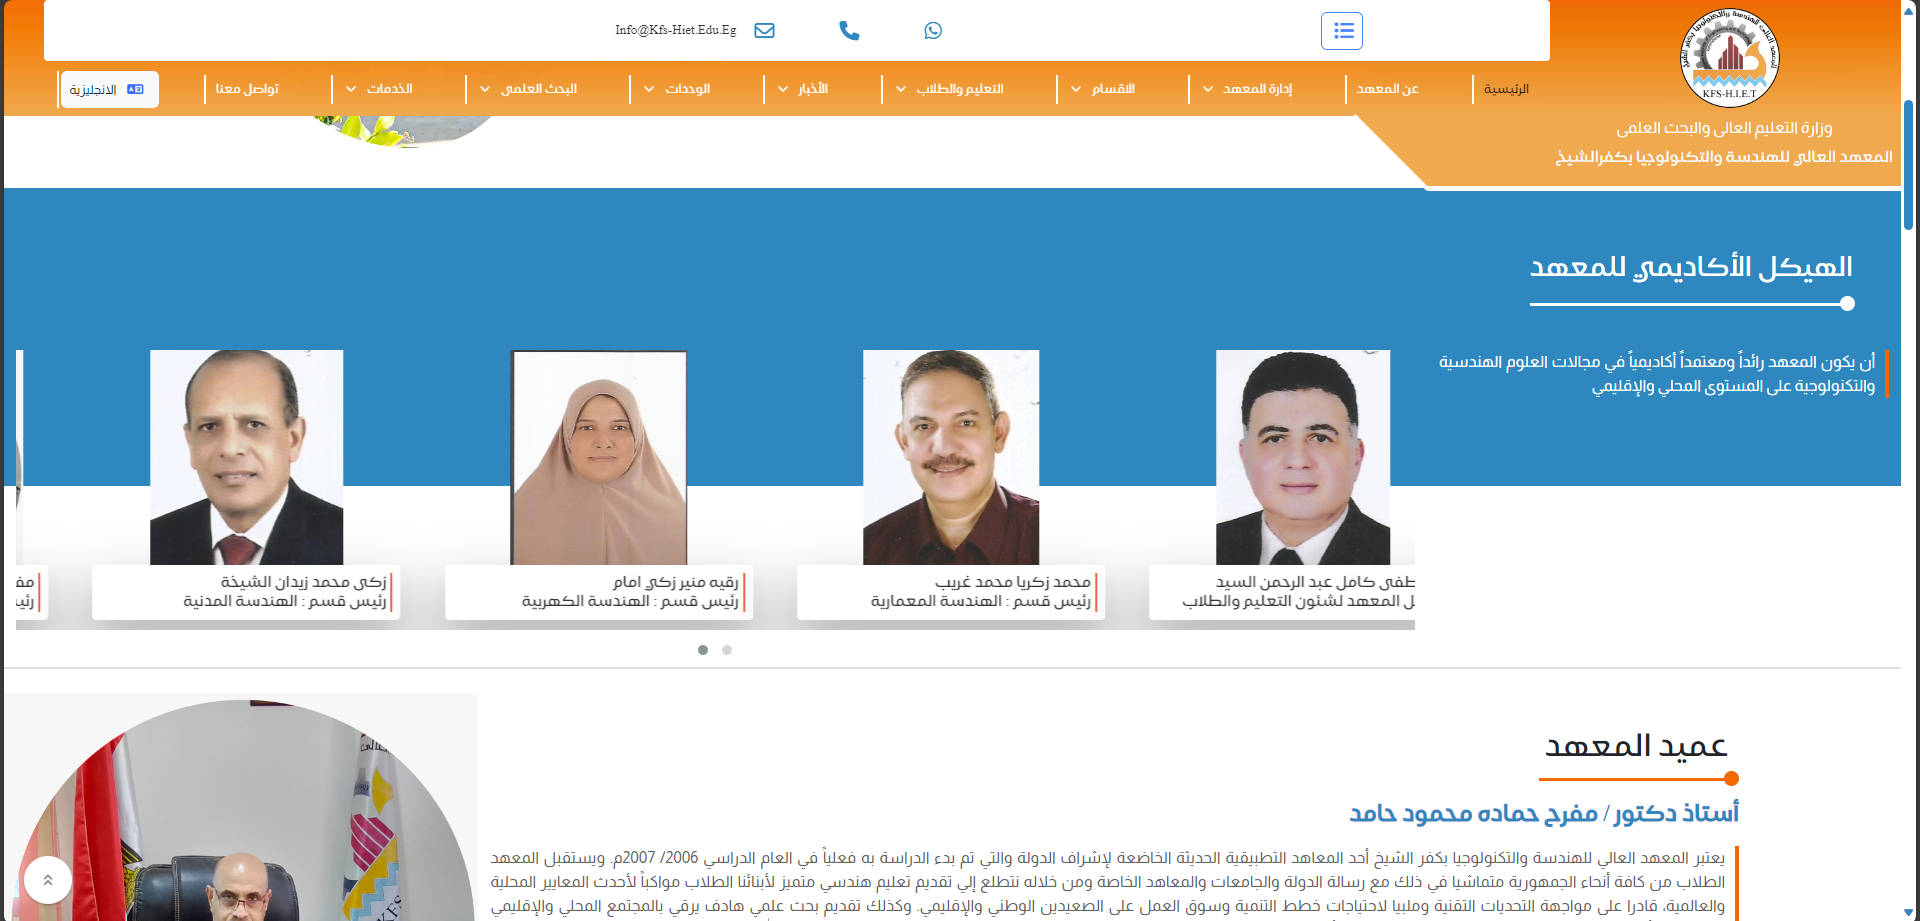 Info@Kfs-Hiet.Edu.Eg
KFS-H.I.E.T
الرئيسية
عن المعهد
إدارة المعهد
الاقسام
التعليم والطلاب
الأخبار
الوحدات
البحث العلمى
الخدمات
تواصل معنا
الانجليزية
وزارة التعليم العالى والبحث العلمى
المعهد العالي للهندسة والتكنولوجيا بكفرالشيخ
الهيكل الأكاديمي للمعهد
أن يكون المعهد رائداً ومعتمداً أكاديمياً في مجالات العلوم الهندسية
والتكنولوجية على المستوى المحلي والإقليمي
طفى كامل عبد الرحمن السيد
ل المعهد لشئون التعليم والطلاب
محمد زكريا محمد غريب
رئيس قسم : الهندسة المعمارية
رقيه منير زكي امام
رئيس قسم : الهندسة الكهربية
زكى محمد زيدان الشيخة
رئيس قسم : الهندسة المدنية
مف
رئي
عميد المعهد
أستاذ دكتور / مفرح حماده محمود حامد
يعتبر المعهد العالي للهندسة والتكنولوجيا بكفر الشيخ أحد المعاهد التطبيقية الحديثة الخاضعة لإشراف الدولة والتي تم بدء الدراسة به فعلياً في العام الدراسي 2006/ 2007م. ويستقبل المعهد
الطلاب من كافة أنحاء الجمهورية متماشيا في ذلك مع رسالة الدولة والجامعات والمعاهد الخاصة ومن خلاله نتطلع إلي تقديم تعليم هندسي متميز لأبنائنا الطلاب مواكباً لأحدث المعايير المحلية
والعالمية، قادرا على مواجهة التحديات التقنية وملبيا لاحتياجات خطط التنمية وسوق العمل على الصعيدين الوطني والإقليمي. وكذلك تقديم بحث علمي هادف يرقي بالمجتمع المحلي والإقليمي